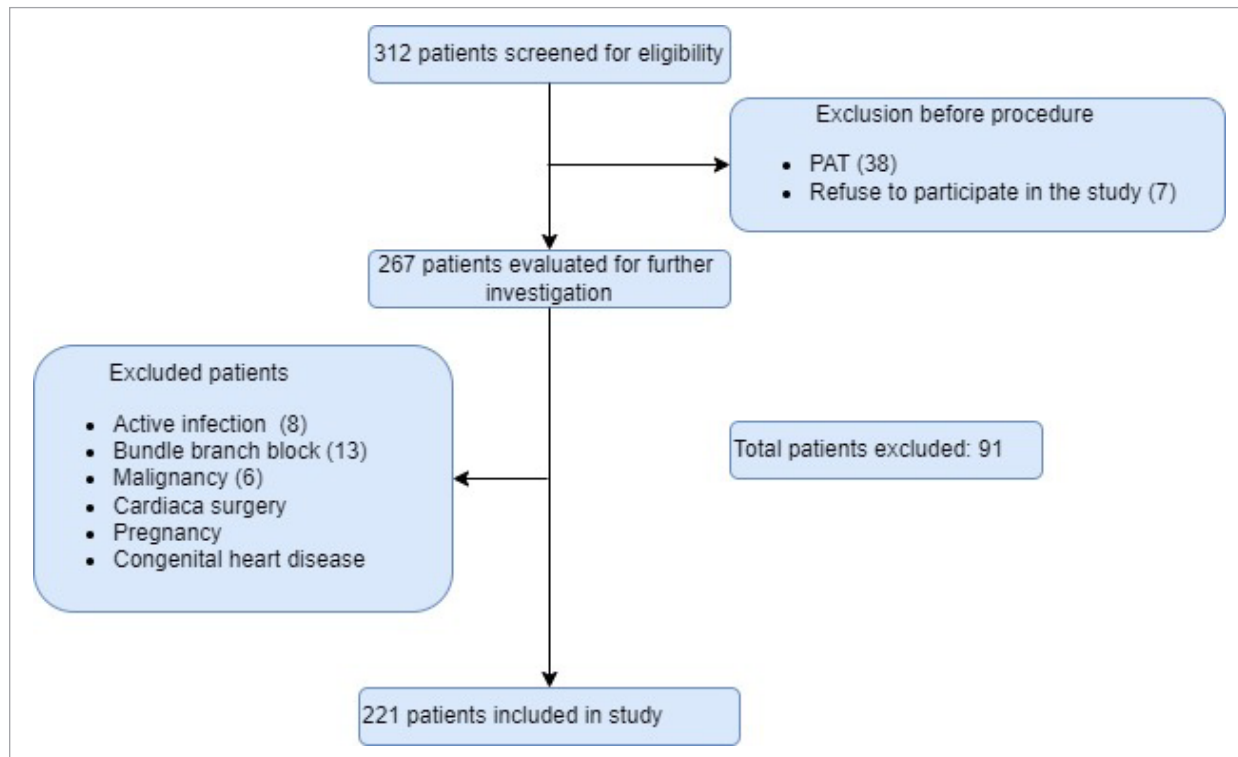 312 patients screened for eligibility
Exclusion before procedure
• PAT (38)
• Refuse to participate in the study (7)
267 patients evaluated for further
investigation
Excluded patients
• Active infection (8)
• Bundle branch block (13)
• Malignancy (6)
• Cardiaca surgery
• Pregnancy
• Congenital heart disease
Total patients excluded: 91
221 patients included in study